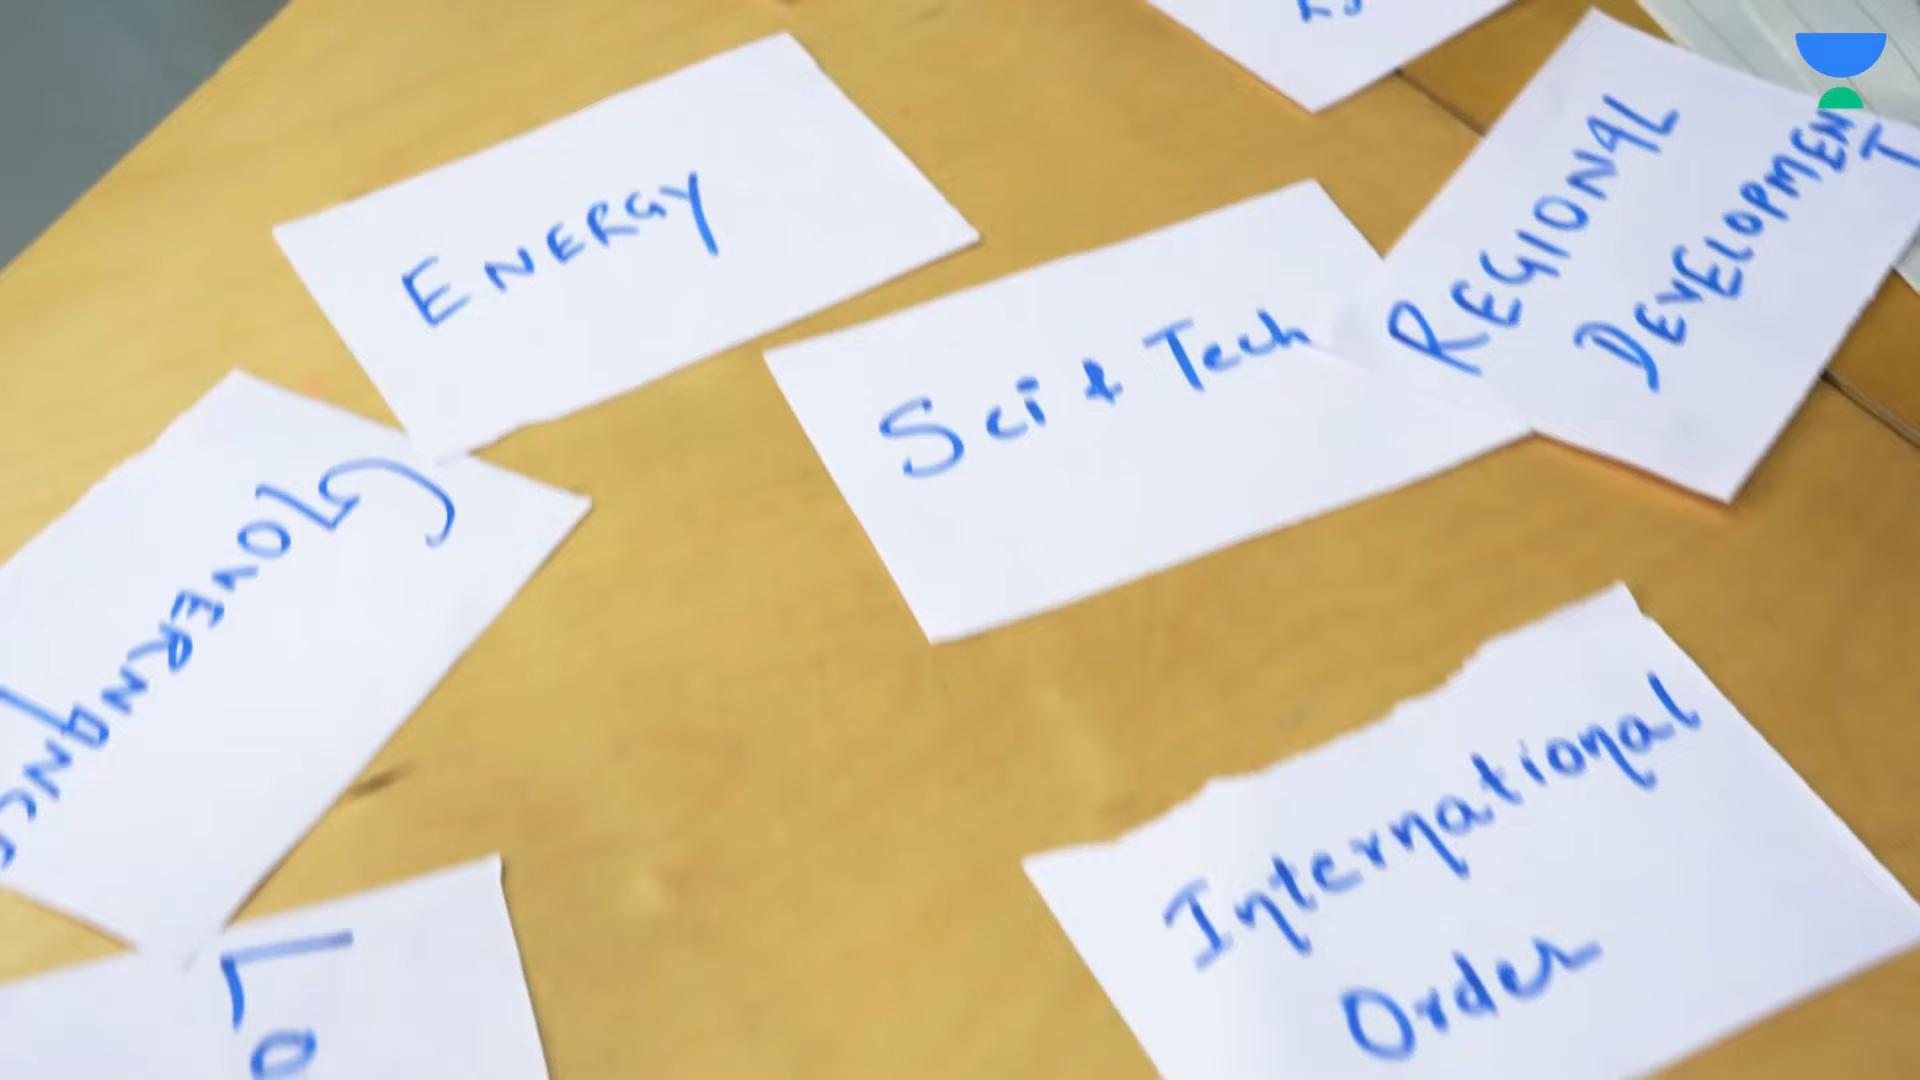 ENERGY
Sci & Tech
REGIONAL
DEVELOPMENT
GOVERNANCE
International
Order